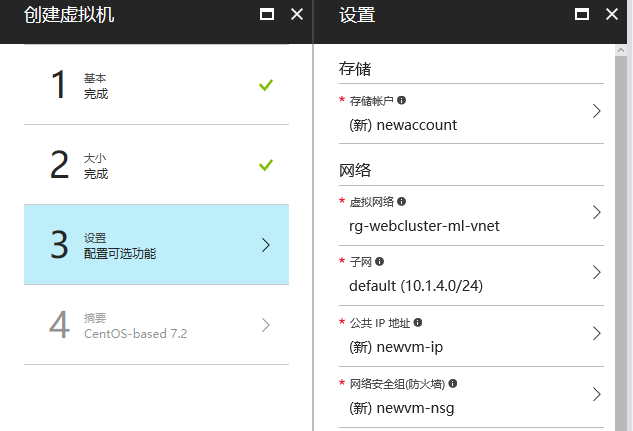 创建虚拟机
1
基本
完成
2
大小
完成
3
设置
配置可选功能
4
摘要
CentOS-based 7.2
设置
存储
* 存储帐户
(新) newaccount
网络
* 虚拟网络
rg-webcluster-ml-vnet
* 子网
default (10.1.4.0/24)
* 公共 IP 地址
(新) newvm-ip
* 网络安全组(防火墙)
(新) newvm-nsg